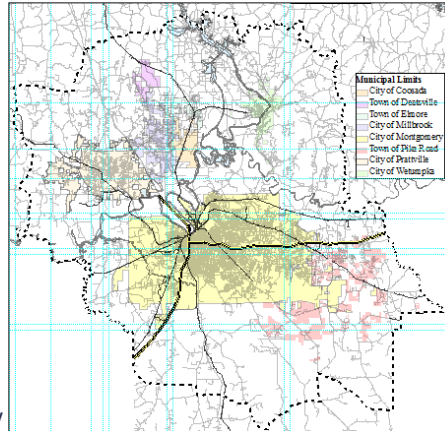 Municipal Limits
City of Coosada
Town of Deatsville
Town of Elmore
City of Millbrook
City of Montgomery
Town of Pike Road
City of Prattville
City of Wetumpka